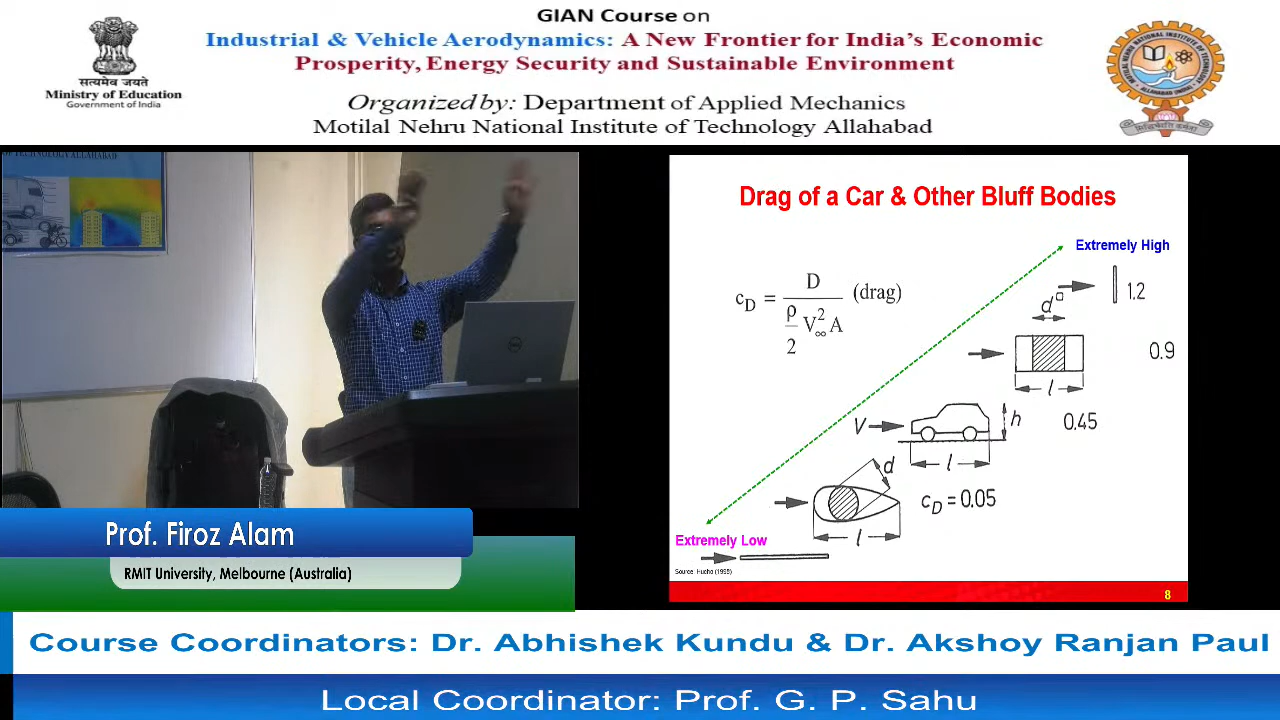 GIAN Course on
Industrial & Vehicle Aerodynamics: A New Frontier for India's Economic
Prosperity, Energy Security and Sustainable Environment
Organized by: Department of Applied Mechanics
Motilal Nehru National Institute of Technology Allahabad
सत्यमेव जयते
Ministry of Education
Government of India
OF TECHNOLOGY ALLAHABAD
Drag of a Car & Other Bluff Bodies
Extremely High
c_D = D / (ρ/2 V∞² A) (drag)
1.2
d
0.9
l
V
h
0.45
l
d
c_D = 0.05
l
Extremely Low
Source: Hucho (1998)
8
Prof. Firoz Alam
RMIT University, Melbourne (Australia)
Course Coordinators: Dr. Abhishek Kundu & Dr. Akshoy Ranjan Paul
Local Coordinator: Prof. G. P. Sahu